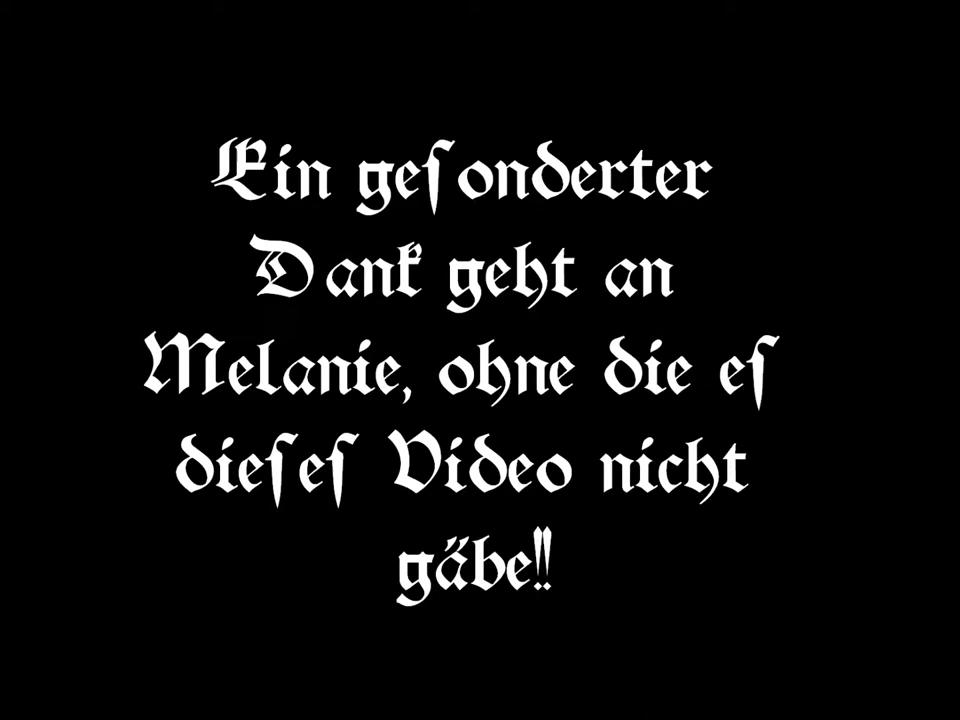 Ein geſonderter
Dank geht an
Melanie, ohne die eſ
dieſeſ Video nicht
gäbe!!